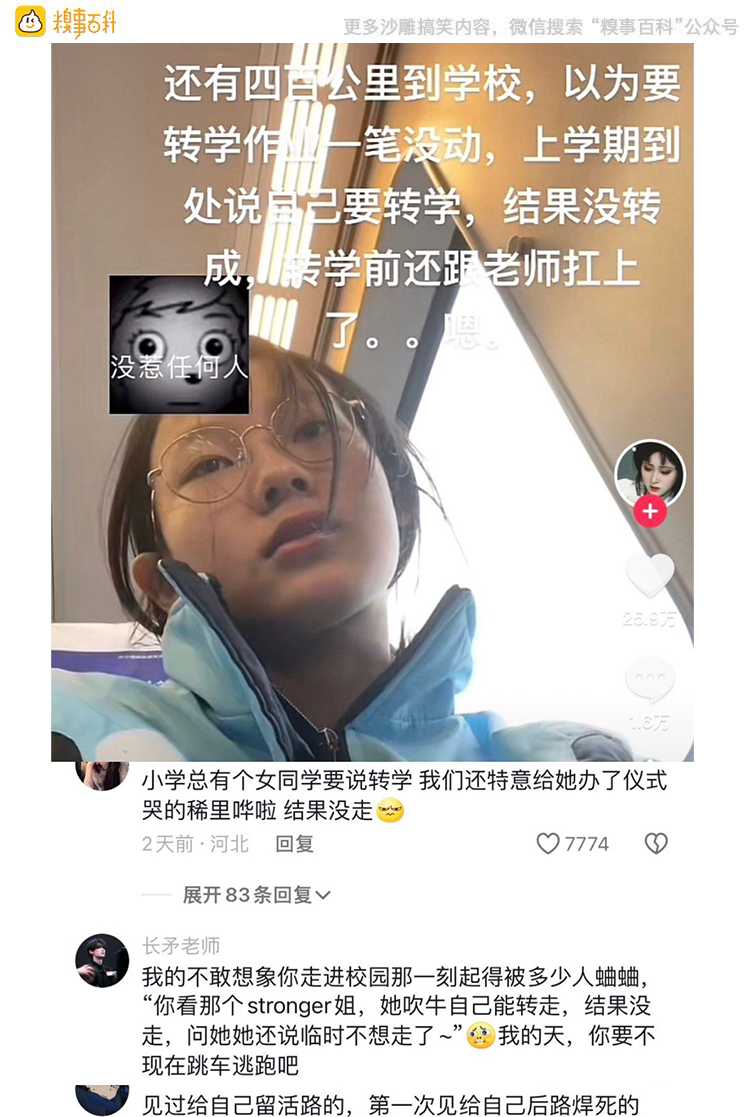 糗事百科
更多沙雕搞笑内容，微信搜索“糗事百科”公众号
还有四百公里到学校，以为要
转学作业一笔没动，上学期到
处说自己要转学，结果没转
成，转学前还跟老师扛上
了。。嗯。
没惹任何人
25.9万
1.6万
小学总有个女同学要说转学 我们还特意给她办了仪式
哭的稀里哗啦 结果没走
2天前·河北 回复 7774
展开83条回复
长矛老师
我的不敢想象你走进校园那一刻起得被多少人蛐蛐，
“你看那个stronger姐，她吹牛自己能转走，结果没
走，问她她还说临时不想走了~”我的天，你要不
现在跳车逃跑吧
见过给自己留活路的，第一次见给自己后路焊死的